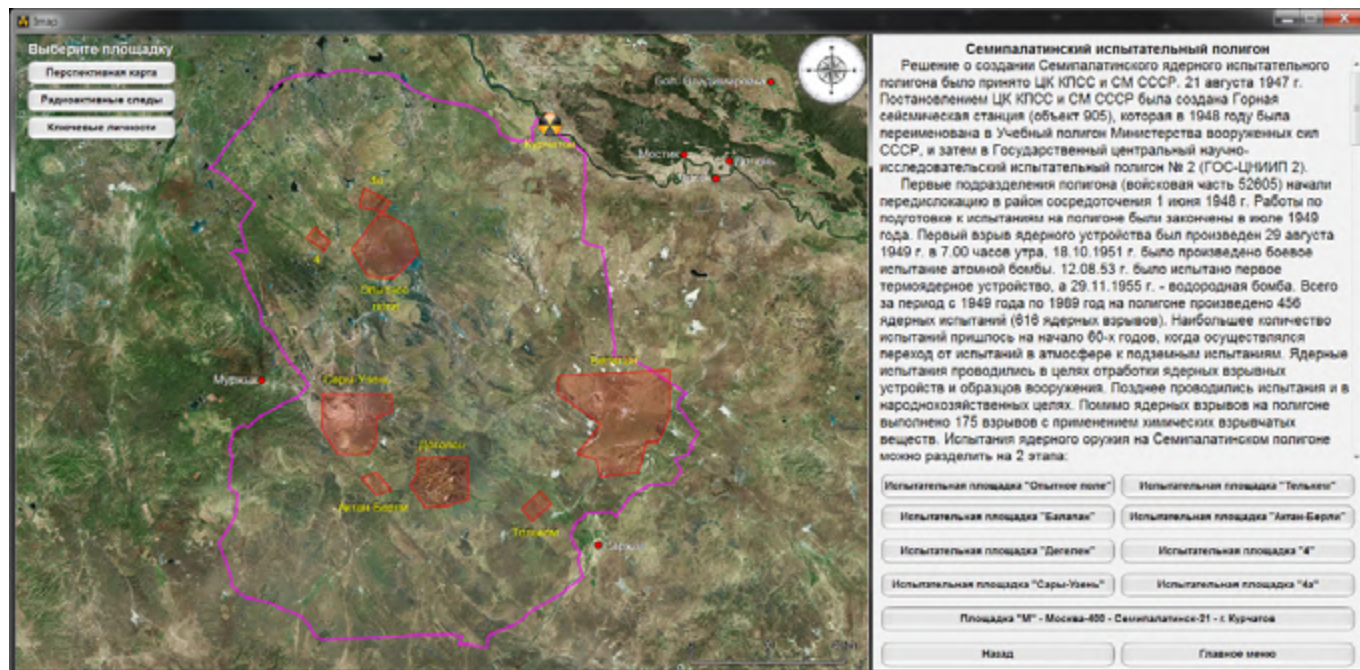 3map
Выберите площадку
Перспективная карта
Радиоактивные следы
Ключевые личности
Бол. Владимировка
Курчатов
Мостик
4а
4
Опытное
поле
Балапан
Муржик
Сары-Узень
Дегелен
Актан-Берли
Телькем
Саржал
Семипалатинский испытательный полигон
Решение о создании Семипалатинского ядерного испытательного
полигона было принято ЦК КПСС и СМ СССР. 21 августа 1947 г.
Постановлением ЦК КПСС и СМ СССР была создана Горная
сейсмическая станция (объект 905), которая в 1948 году была
переименована в Учебный полигон Министерства вооруженных сил
СССР, и затем в Государственный центральный научно-
исследовательский испытательный полигон № 2 (ГОС-ЦНИИП 2).
Первые подразделения полигона (войсковая часть 52605) начали
передислокацию в район сосредоточения 1 июня 1948 г. Работы по
подготовке к испытаниям на полигоне были закончены в июле 1949
года. Первый взрыв ядерного устройства был произведен 29 августа
1949 г. в 7.00 часов утра, 18.10.1951 г. было произведено боевое
испытание атомной бомбы. 12.08.53 г. было испытано первое
термоядерное устройство, а 29.11.1955 г. - водородная бомба. Всего
за период с 1949 года по 1989 год на полигоне произведено 456
ядерных испытаний (616 ядерных взрывов). Наибольшее количество
испытаний пришлось на начало 60-х годов, когда осуществлялся
переход от испытаний в атмосфере к подземным испытаниям. Ядерные
испытания проводились в целях отработки ядерных взрывных
устройств и образцов вооружения. Позднее проводились испытания и в
народнохозяйственных целях. Помимо ядерных взрывов на полигоне
выполнено 175 взрывов с применением химических взрывчатых
веществ. Испытания ядерного оружия на Семипалатинском полигоне
можно разделить на 2 этапа:
Испытательная площадка "Опытное поле"
Испытательная площадка "Телькем"
Испытательная площадка "Балапан"
Испытательная площадка "Актан-Берли"
Испытательная площадка "Дегелен"
Испытательная площадка "4"
Испытательная площадка "Сары-Узень"
Испытательная площадка "4а"
Площадка "М" - Москва-400 - Семипалатинск-21 - г. Курчатов
Назад
Главное меню